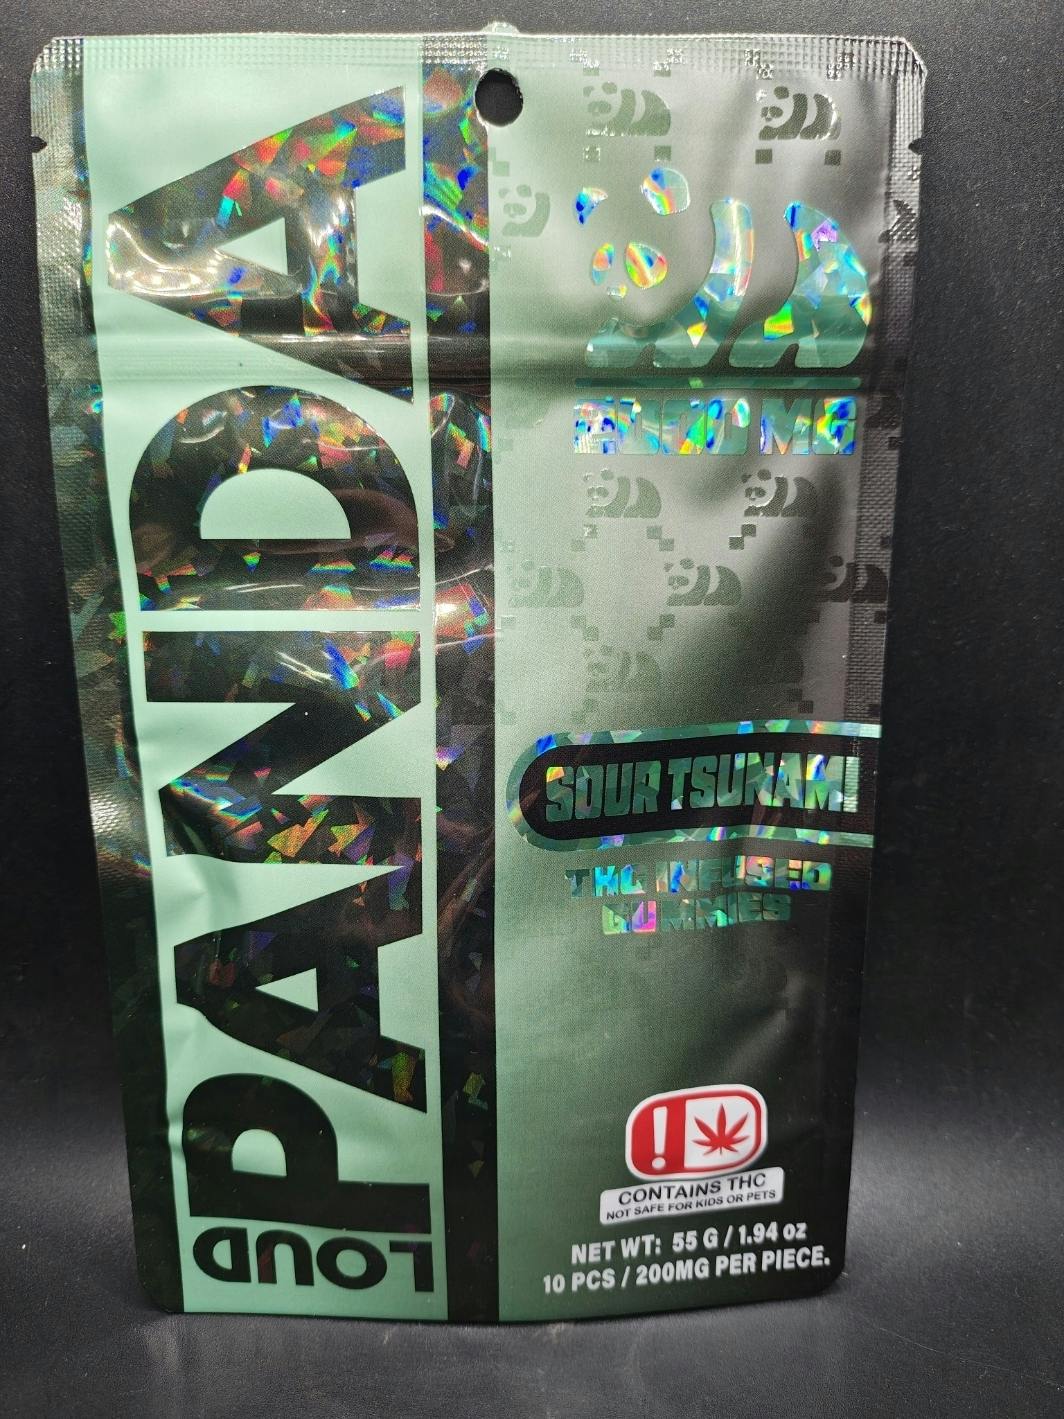 PANDA
LOUD
2000 MG
SOUR TSUNAMI
THC INFUSED
GUMMIES
!
CONTAINS THC
NOT SAFE FOR KIDS OR PETS
NET WT: 55 G / 1.94 oz
10 PCS / 200MG PER PIECE.